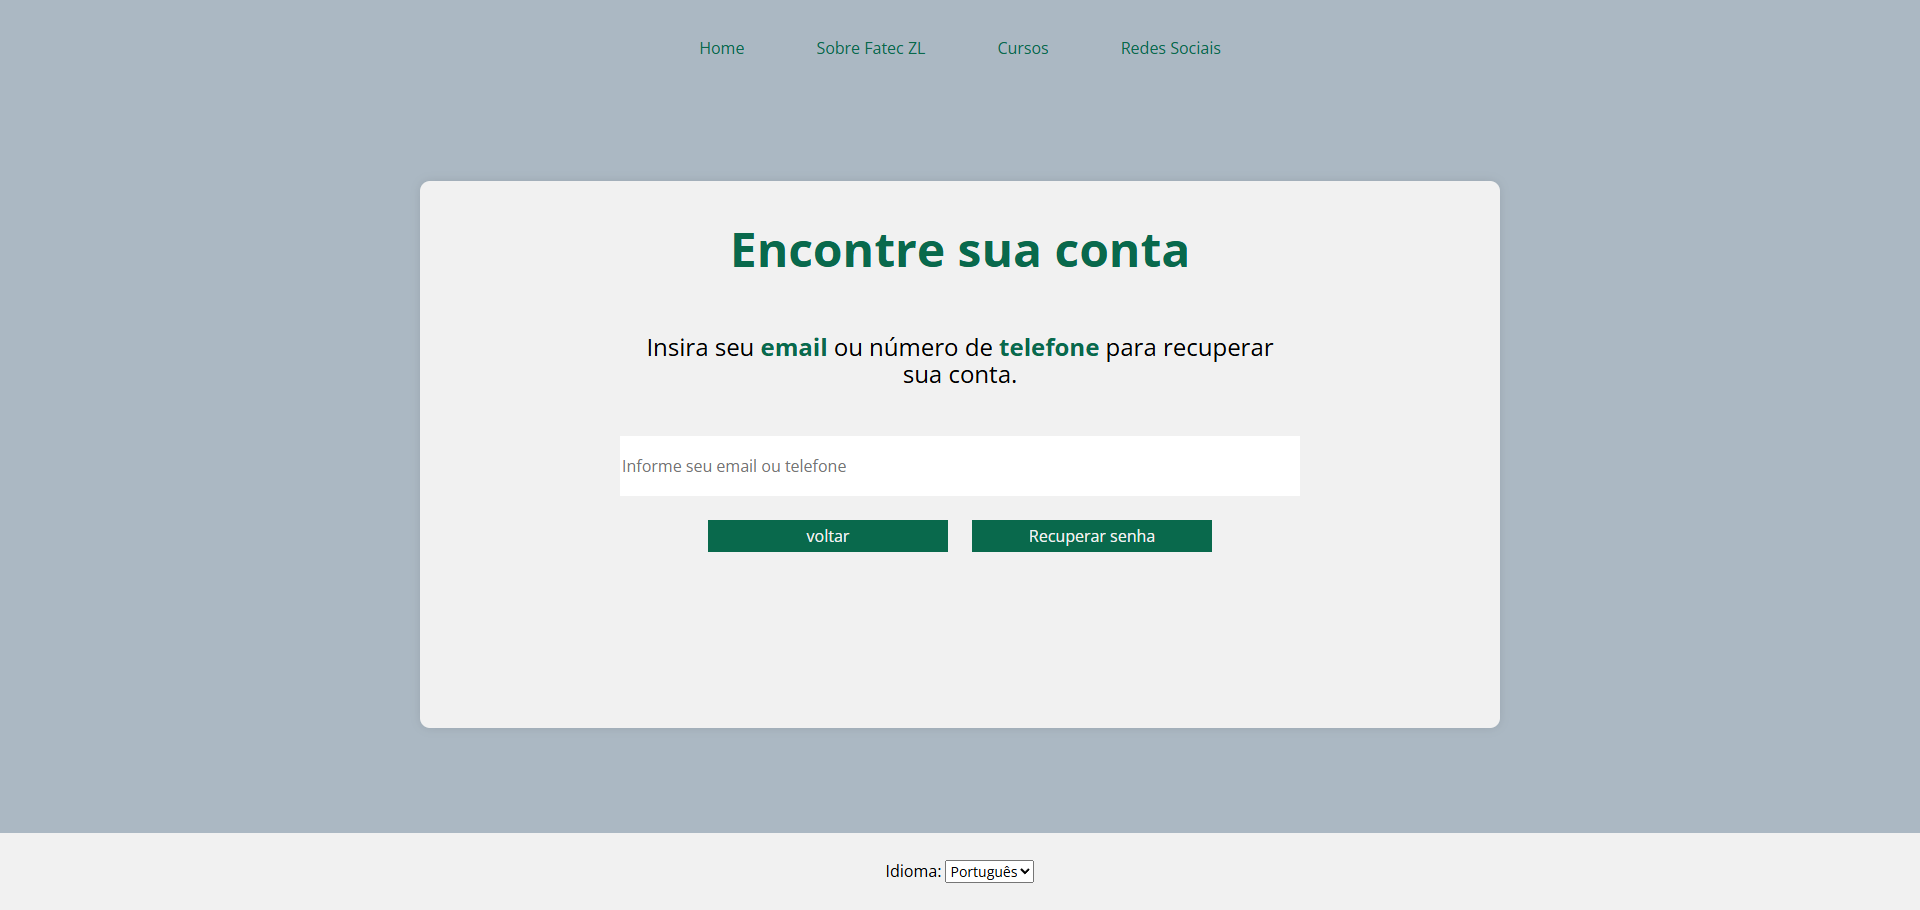 Home Sobre Fatec ZL Cursos Redes Sociais
Encontre sua conta
Insira seu email ou número de telefone para recuperar
sua conta.
Informe seu email ou telefone
voltar Recuperar senha
Idioma: Português